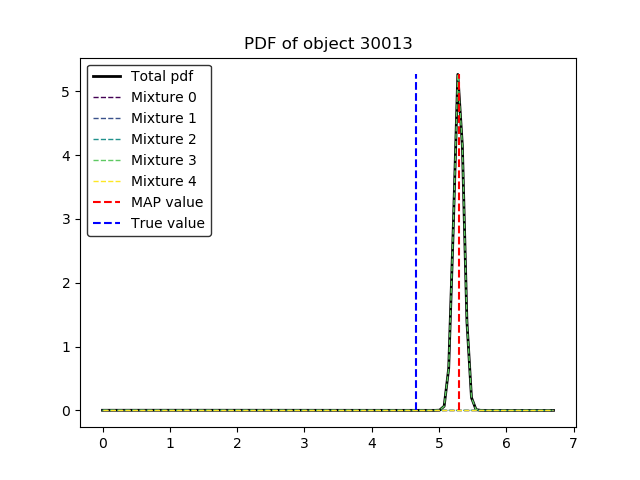 PDF of object 30013
Total pdf
Mixture 0
Mixture 1
Mixture 2
Mixture 3
Mixture 4
MAP value
True value
5
4
3
2
1
0
0 1 2 3 4 5 6 7